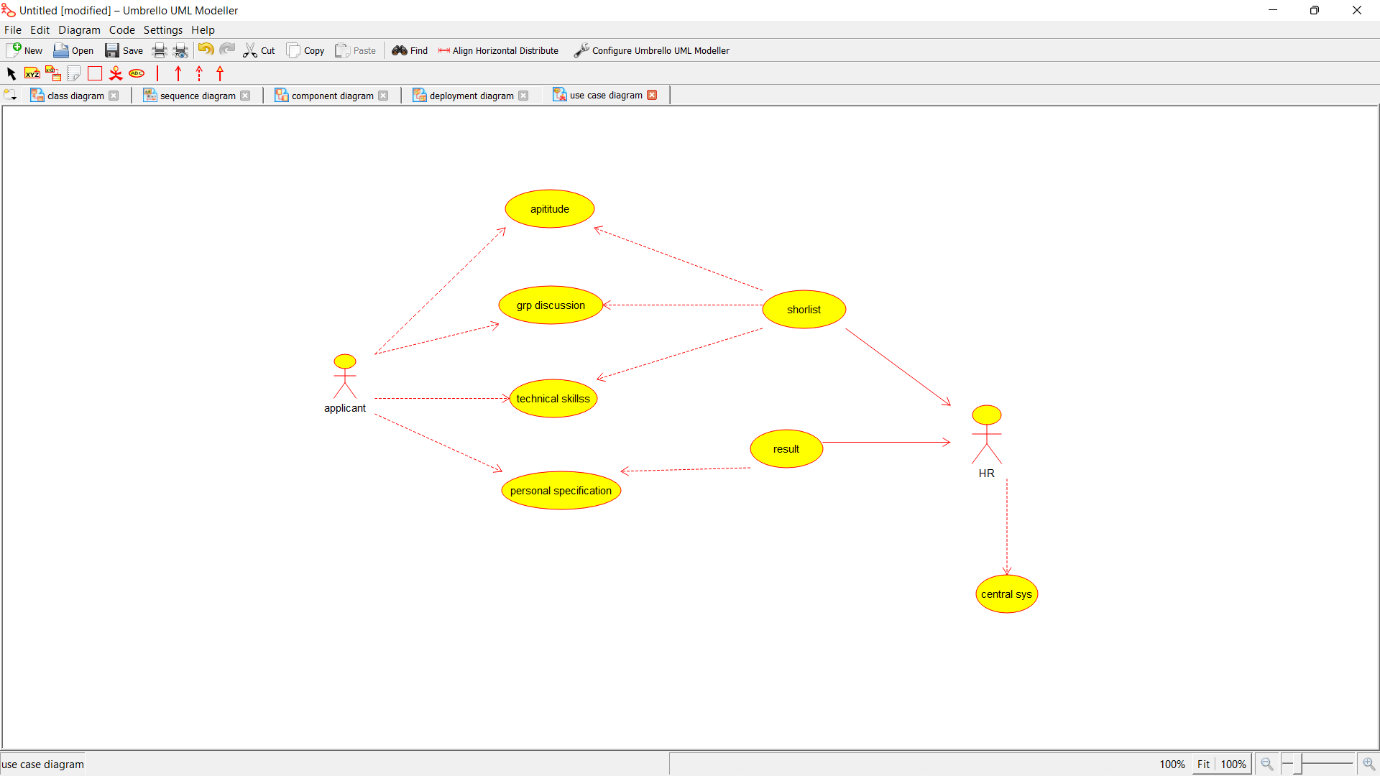 Untitled [modified] – Umbrello UML Modeller
File Edit Diagram Code Settings Help
New Open Save Cut Copy Paste Find Align Horizontal Distribute Configure Umbrello UML Modeller
XYZ ABC
class diagram sequence diagram component diagram deployment diagram use case diagram
apititude
grp discussion
shorlist
technical skillss
applicant
result
HR
personal specification
central sys
use case diagram 100% Fit 100%